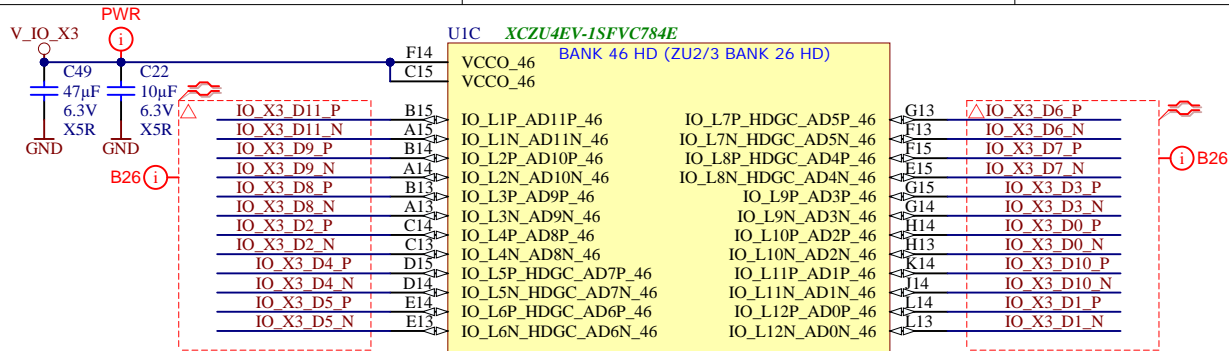 PWR
V_IO_X3
i
U1C XCZU4EV-1SFVC784E
BANK 46 HD (ZU2/3 BANK 26 HD)
F14 VCCO_46
C15 VCCO_46
C49
47µF
6.3V
X5R
GND
C22
10µF
6.3V
X5R
GND
B26 i
IO_X3_D11_P B15 IO_L1P_AD11P_46
IO_X3_D11_N A15 IO_L1N_AD11N_46
IO_X3_D9_P B14 IO_L2P_AD10P_46
IO_X3_D9_N A14 IO_L2N_AD10N_46
IO_X3_D8_P B13 IO_L3P_AD9P_46
IO_X3_D8_N A13 IO_L3N_AD9N_46
IO_X3_D2_P C14 IO_L4P_AD8P_46
IO_X3_D2_N C13 IO_L4N_AD8N_46
IO_X3_D4_P D15 IO_L5P_HDGC_AD7P_46
IO_X3_D4_N D14 IO_L5N_HDGC_AD7N_46
IO_X3_D5_P E14 IO_L6P_HDGC_AD6P_46
IO_X3_D5_N E13 IO_L6N_HDGC_AD6N_46
IO_L7P_HDGC_AD5P_46 G13 IO_X3_D6_P
IO_L7N_HDGC_AD5N_46 F13 IO_X3_D6_N
IO_L8P_HDGC_AD4P_46 F15 IO_X3_D7_P
IO_L8N_HDGC_AD4N_46 E15 IO_X3_D7_N
IO_L9P_AD3P_46 G15 IO_X3_D3_P
IO_L9N_AD3N_46 G14 IO_X3_D3_N
IO_L10P_AD2P_46 H14 IO_X3_D0_P
IO_L10N_AD2N_46 H13 IO_X3_D0_N
IO_L11P_AD1P_46 K14 IO_X3_D10_P
IO_L11N_AD1N_46 J14 IO_X3_D10_N
IO_L12P_AD0P_46 L14 IO_X3_D1_P
IO_L12N_AD0N_46 L13 IO_X3_D1_N
i B26